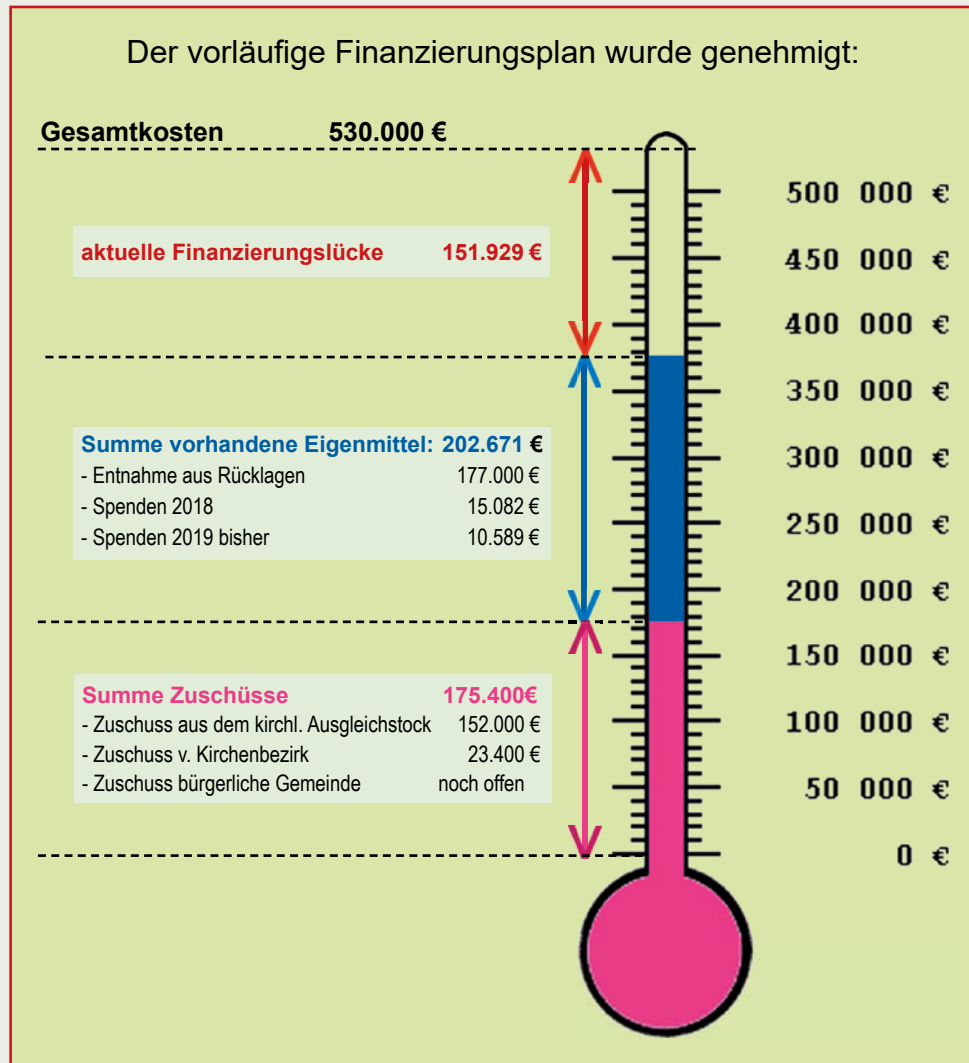 Der vorläufige Finanzierungsplan wurde genehmigt:
Gesamtkosten 530.000 €
aktuelle Finanzierungslücke 151.929 €
Summe vorhandene Eigenmittel: 202.671 €
- Entnahme aus Rücklagen 177.000 €
- Spenden 2018 15.082 €
- Spenden 2019 bisher 10.589 €
Summe Zuschüsse 175.400€
- Zuschuss aus dem kirchl. Ausgleichstock 152.000 €
- Zuschuss v. Kirchenbezirk 23.400 €
- Zuschuss bürgerliche Gemeinde noch offen
500 000 €
450 000 €
400 000 €
350 000 €
300 000 €
250 000 €
200 000 €
150 000 €
100 000 €
50 000 €
0 €